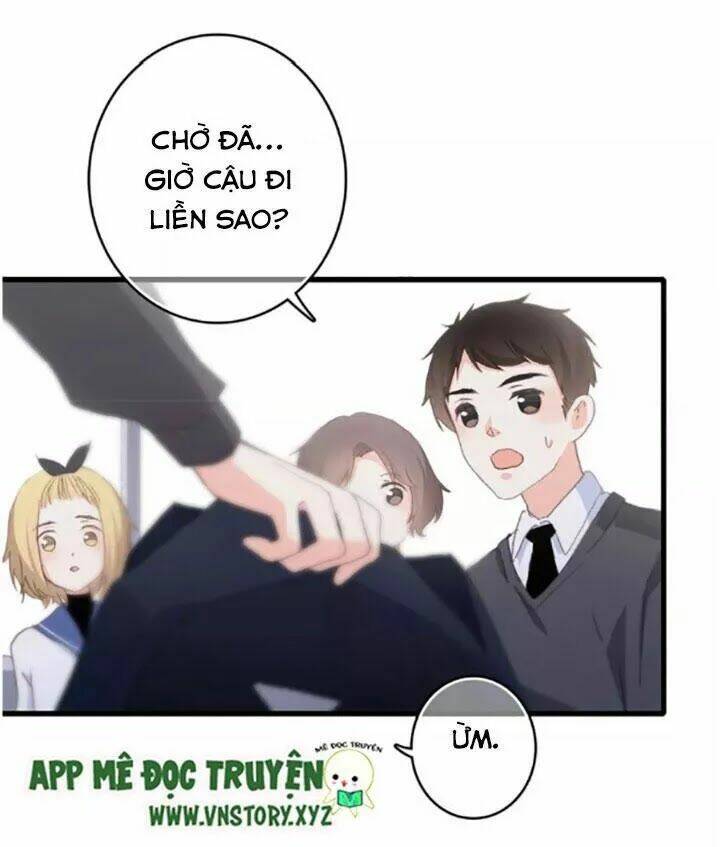 CHỜ ĐÃ...
GIỜ CẬU ĐI
LIỀN SAO?
ỪM.
MÊ ĐỌC TRUYỆN
APP MÊ ĐỌC TRUYỆN
WWW.VNSTORY.XYZ